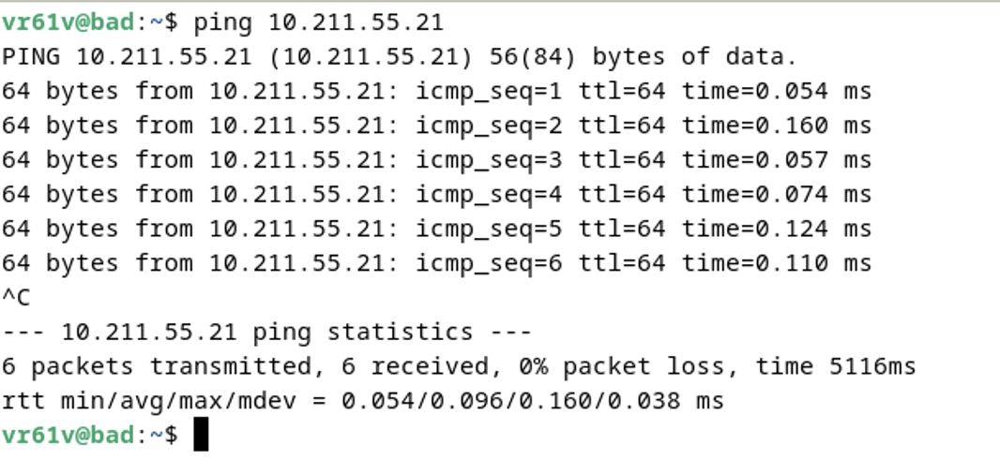 vr61v@bad:~$ ping 10.211.55.21
PING 10.211.55.21 (10.211.55.21) 56(84) bytes of data.
64 bytes from 10.211.55.21: icmp_seq=1 ttl=64 time=0.054 ms
64 bytes from 10.211.55.21: icmp_seq=2 ttl=64 time=0.160 ms
64 bytes from 10.211.55.21: icmp_seq=3 ttl=64 time=0.057 ms
64 bytes from 10.211.55.21: icmp_seq=4 ttl=64 time=0.074 ms
64 bytes from 10.211.55.21: icmp_seq=5 ttl=64 time=0.124 ms
64 bytes from 10.211.55.21: icmp_seq=6 ttl=64 time=0.110 ms
^C
--- 10.211.55.21 ping statistics ---
6 packets transmitted, 6 received, 0% packet loss, time 5116ms
rtt min/avg/max/mdev = 0.054/0.096/0.160/0.038 ms
vr61v@bad:~$